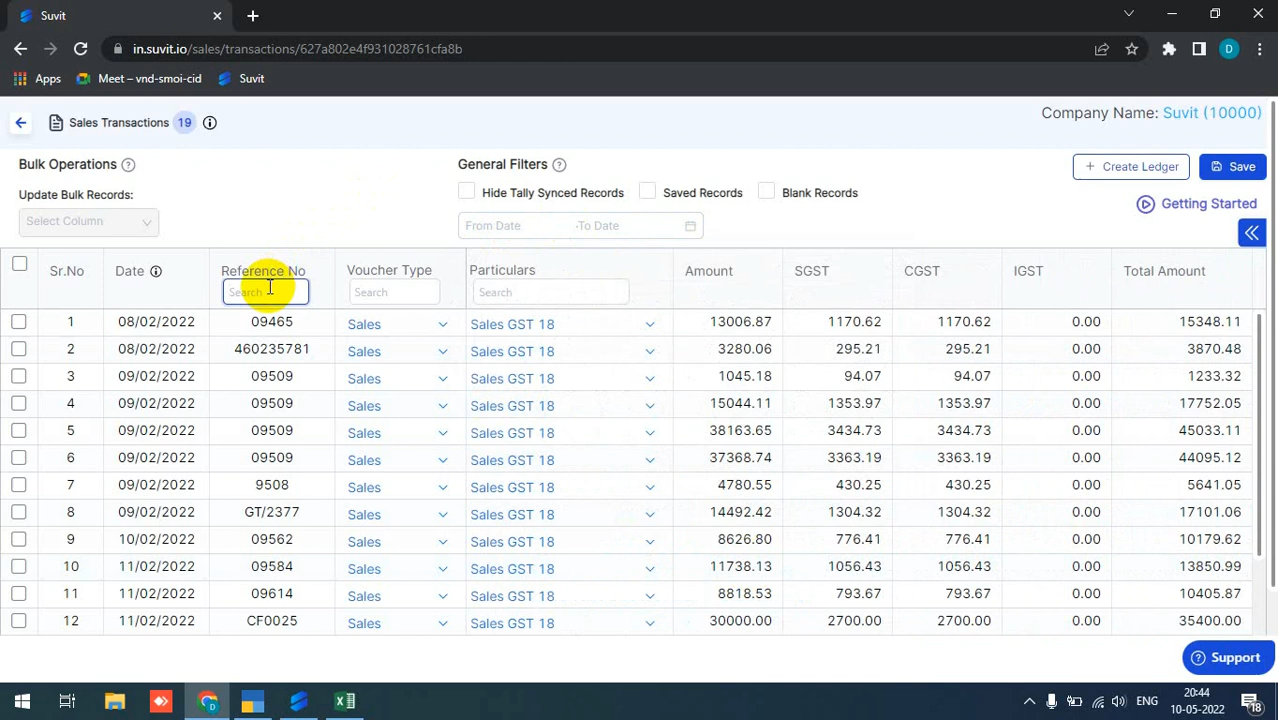 Suvit
in.suvit.io/sales/transactions/627a802e4f931028761cfa8b
D
Apps Meet – vnd-smoi-cid Suvit
Sales Transactions 19
Company Name: Suvit (10000)
Bulk Operations
General Filters
+ Create Ledger Save
Update Bulk Records:
Hide Tally Synced Records Saved Records Blank Records
Getting Started
Select Column
From Date -To Date
Sr.No Date Reference No Voucher Type Particulars Amount SGST CGST IGST Total Amount
Search Search Search
1 08/02/2022 09465 Sales Sales GST 18 13006.87 1170.62 1170.62 0.00 15348.11
2 08/02/2022 460235781 Sales Sales GST 18 3280.06 295.21 295.21 0.00 3870.48
3 09/02/2022 09509 Sales Sales GST 18 1045.18 94.07 94.07 0.00 1233.32
4 09/02/2022 09509 Sales Sales GST 18 15044.11 1353.97 1353.97 0.00 17752.05
5 09/02/2022 09509 Sales Sales GST 18 38163.65 3434.73 3434.73 0.00 45033.11
6 09/02/2022 09509 Sales Sales GST 18 37368.74 3363.19 3363.19 0.00 44095.12
7 09/02/2022 9508 Sales Sales GST 18 4780.55 430.25 430.25 0.00 5641.05
8 09/02/2022 GT/2377 Sales Sales GST 18 14492.42 1304.32 1304.32 0.00 17101.06
9 10/02/2022 09562 Sales Sales GST 18 8626.80 776.41 776.41 0.00 10179.62
10 11/02/2022 09584 Sales Sales GST 18 11738.13 1056.43 1056.43 0.00 13850.99
11 11/02/2022 09614 Sales Sales GST 18 8818.53 793.67 793.67 0.00 10405.87
12 11/02/2022 CF0025 Sales Sales GST 18 30000.00 2700.00 2700.00 0.00 35400.00
Support
ENG
20:44
10-05-2022
18